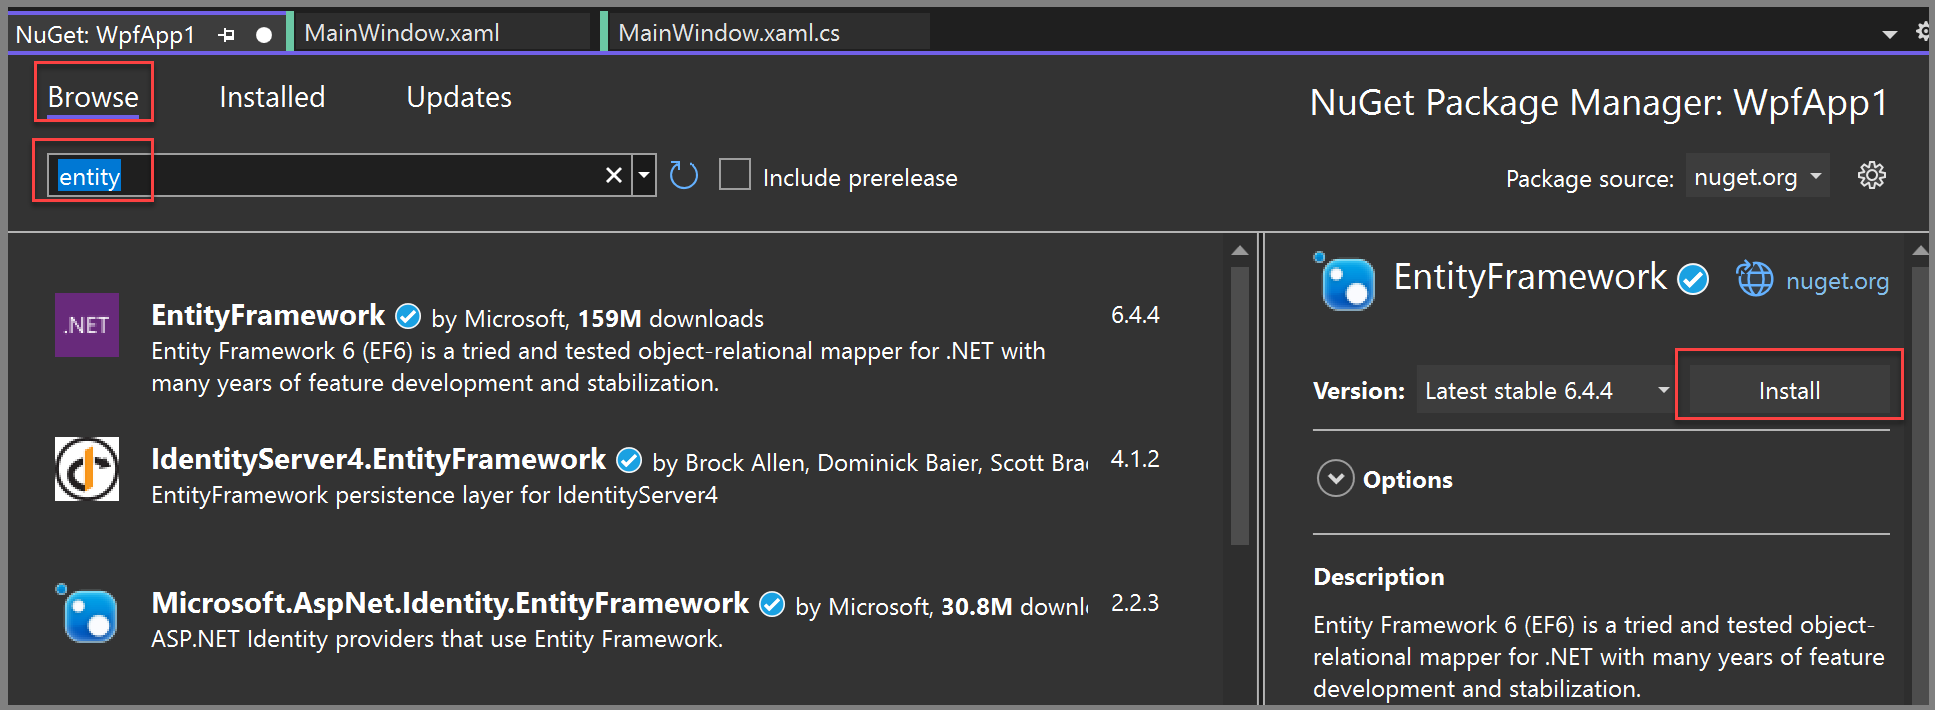 NuGet: WpfApp1
MainWindow.xaml
MainWindow.xaml.cs
Browse
Installed
Updates
NuGet Package Manager: WpfApp1
entity
Include prerelease
Package source: nuget.org
.NET
EntityFramework by Microsoft, 159M downloads
6.4.4
Entity Framework 6 (EF6) is a tried and tested object-relational mapper for .NET with
many years of feature development and stabilization.
IdentityServer4.EntityFramework by Brock Allen, Dominick Baier, Scott
4.1.2
EntityFramework persistence layer for IdentityServer4
Microsoft.AspNet.Identity.EntityFramework by Microsoft, 30.8M
2.2.3
ASP.NET Identity providers that use Entity Framework.
EntityFramework
nuget.org
Version: Latest stable 6.4.4
Install
Options
Description
Entity Framework 6 (EF6) is a tried and tested object-
relational mapper for .NET with many years of feature
development and stabilization.